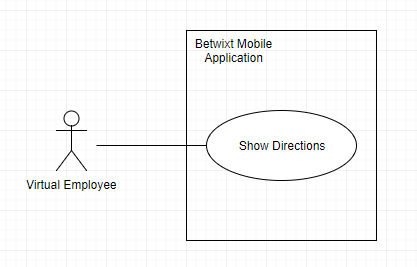 Betwixt Mobile
Application
Show Directions
Virtual Employee